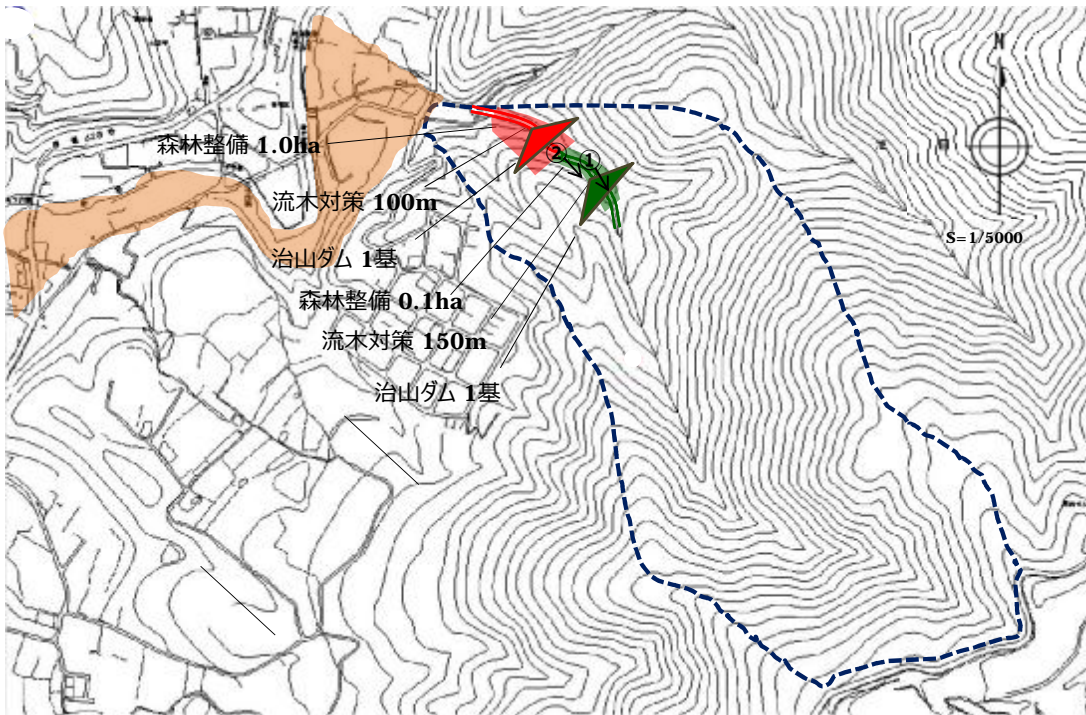 N
森林整備 1.0ha
② ①
流木対策 100m
S=1/5000
治山ダム 1基
森林整備 0.1ha
流木対策 150m
治山ダム 1基